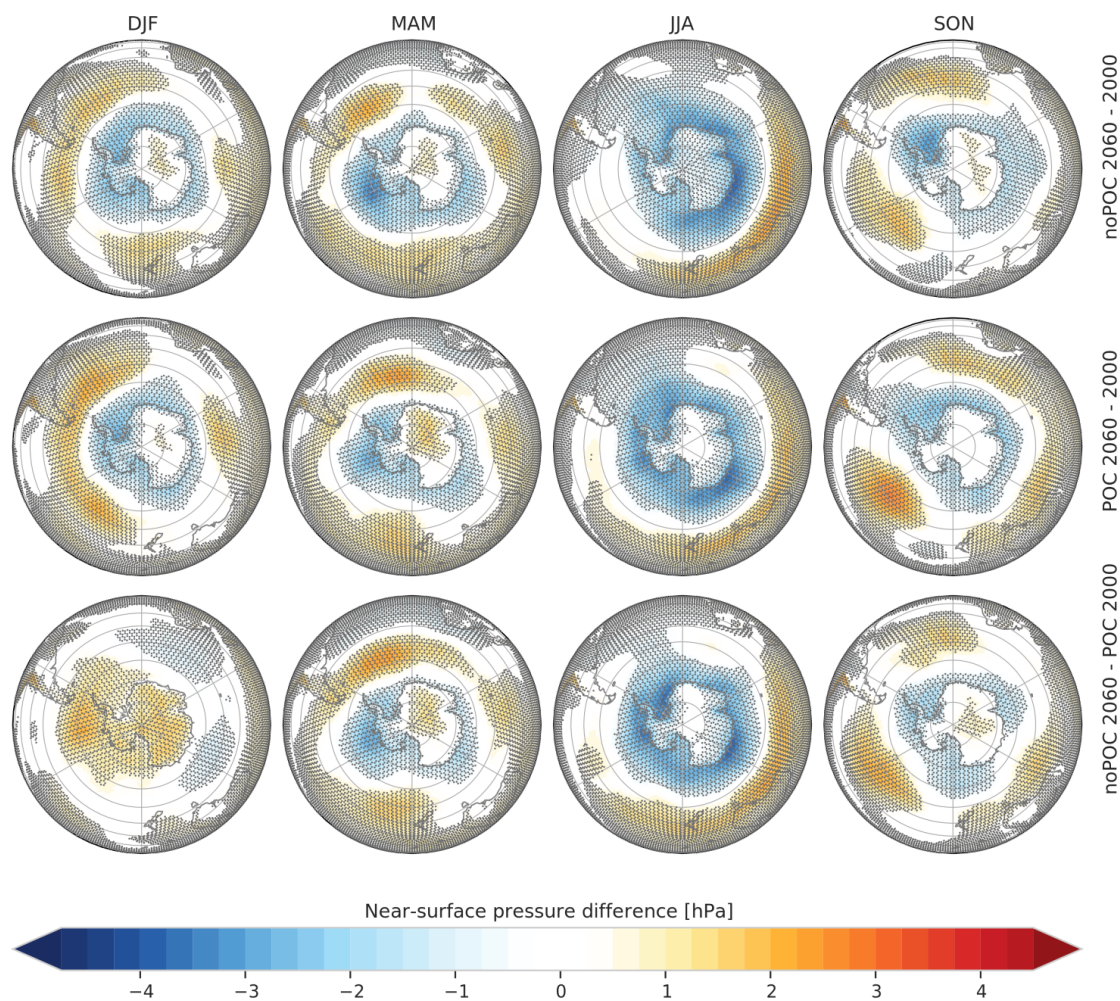 DJF
MAM
JJA
SON
noPOC 2060 - 2000
POC 2060 - 2000
noPOC 2060 - POC 2000
Near-surface pressure difference [hPa]
−4
−3
−2
−1
0
1
2
3
4